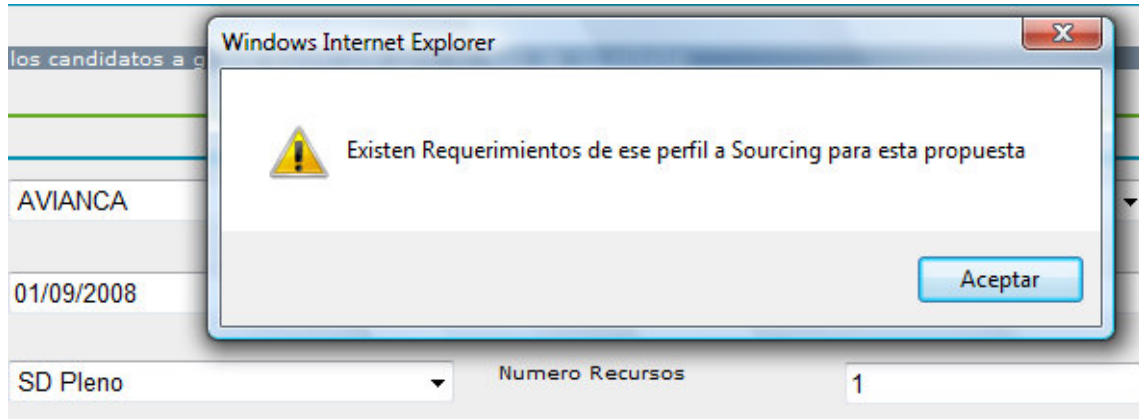 Windows Internet Explorer
los candidatos a g
Existen Requerimientos de ese perfil a Sourcing para esta propuesta
AVIANCA
Aceptar
01/09/2008
SD Pleno
Numero Recursos
1